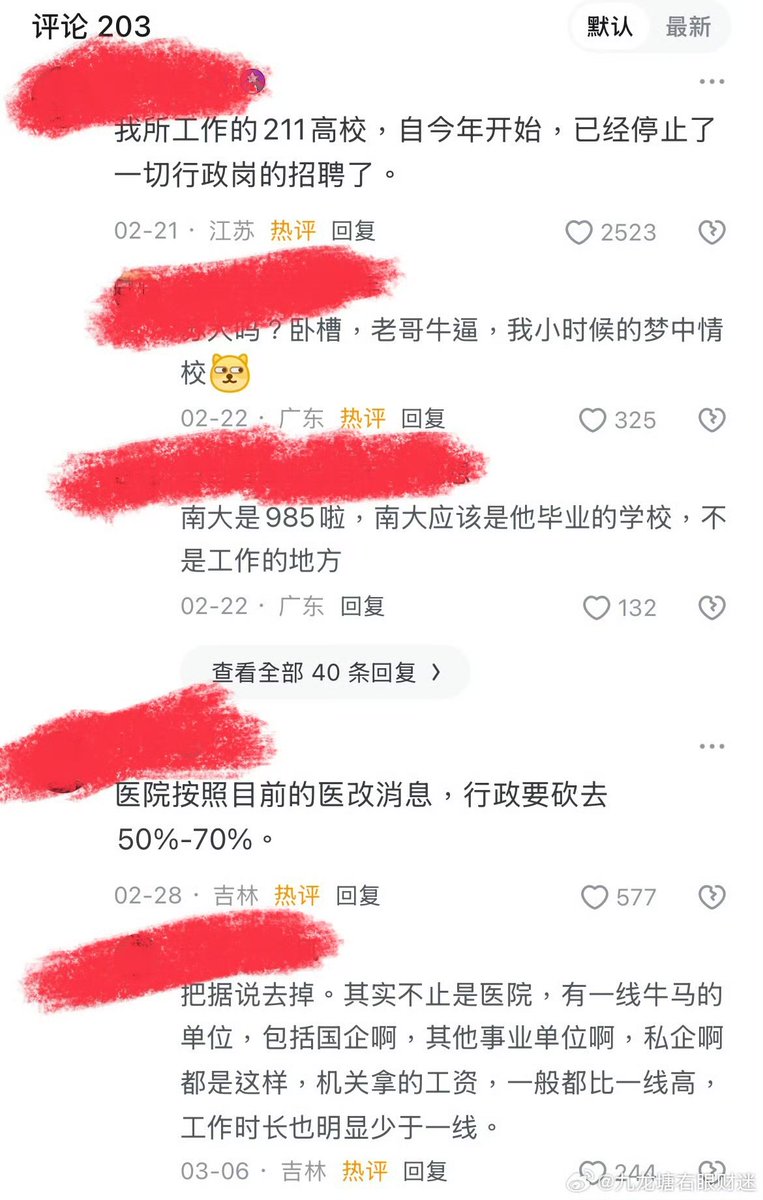 评论 203
默认 最新
我所工作的211高校，自今年开始，已经停止了
一切行政岗的招聘了。
02-21 · 江苏 热评 回复 2523
大吗？卧槽，老哥牛逼，我小时候的梦中情
校
02-22 · 广东 热评 回复 325
南大是985啦，南大应该是他毕业的学校，不
是工作的地方
02-22 · 广东 回复 132
查看全部 40 条回复 >
医院按照目前的医改消息，行政要砍去
50%-70%。
02-28 · 吉林 热评 回复 577
把据说去掉。其实不止是医院，有一线牛马的
单位，包括国企啊，其他事业单位啊，私企啊
都是这样，机关拿的工资，一般都比一线高，
工作时长也明显少于一线。
03-06 · 吉林 热评 回复 244
@九龙塘右眼财迷